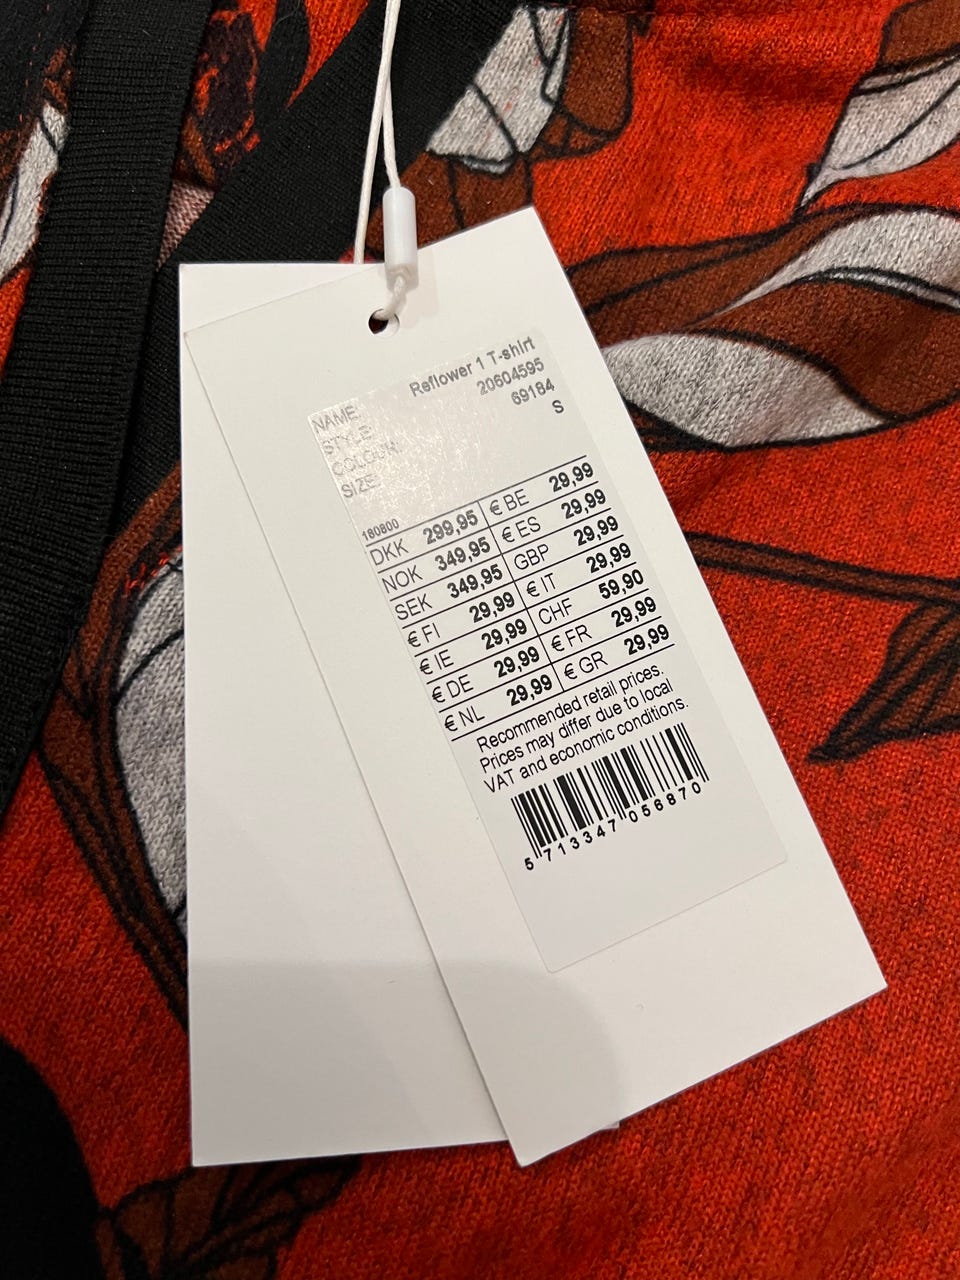 NAME: Reflower 1 T-shirt
STYLE: 20604595
COLOUR: 69184
SIZE: S
180800
DKK 299,95 € BE 29,99
NOK 349,95 € ES 29,99
SEK 349,95 GBP 29,99
€ FI 29,99 € IT 29,99
€ IE 29,99 CHF 59,90
€ DE 29,99 € FR 29,99
€ NL 29,99 € GR 29,99
Recommended retail prices.
Prices may differ due to local
VAT and economic conditions.
5 713347 056870